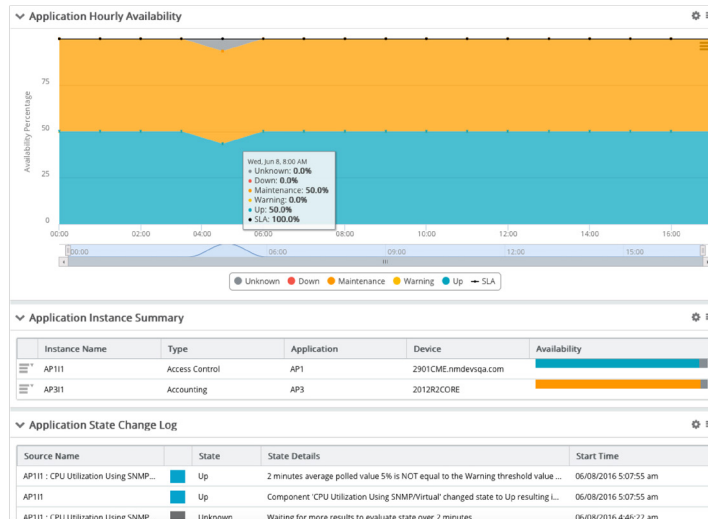 Application Hourly Availability
Availability Percentage
75
50
25
0
Wed, Jun 8, 8:00 AM
Unknown: 0.0%
Down: 0.0%
Maintenance: 50.0%
Warning: 0.0%
Up: 50.0%
SLA: 100.0%
00:00 02:00 04:00 06:00 08:00 10:00 12:00 14:00 16:00
00:00 06:00 09:00 12:00 15:00
Unknown Down Maintenance Warning Up SLA
Application Instance Summary
Instance Name Type Application Device Availability
AP1I1 Access Control AP1 2901CME.nmdevsqa.com
AP3I1 Accounting AP3 2012R2CORE
Application State Change Log
Source Name State State Details Start Time
AP1I1 : CPU Utilization Using SNMP... Up 2 minutes average polled value 5% is NOT equal to the Warning threshold value ... 06/08/2016 5:07:55 am
AP1I1 Up Component 'CPU Utilization Using SNMP/Virtual' changed state to Up resulting i... 06/08/2016 5:07:55 am
AP1I1 : CPU Utilization Using SNMP... Unknown Waiting for more results to evaluate state over 2 minutes 06/08/2016 4:46:22 am